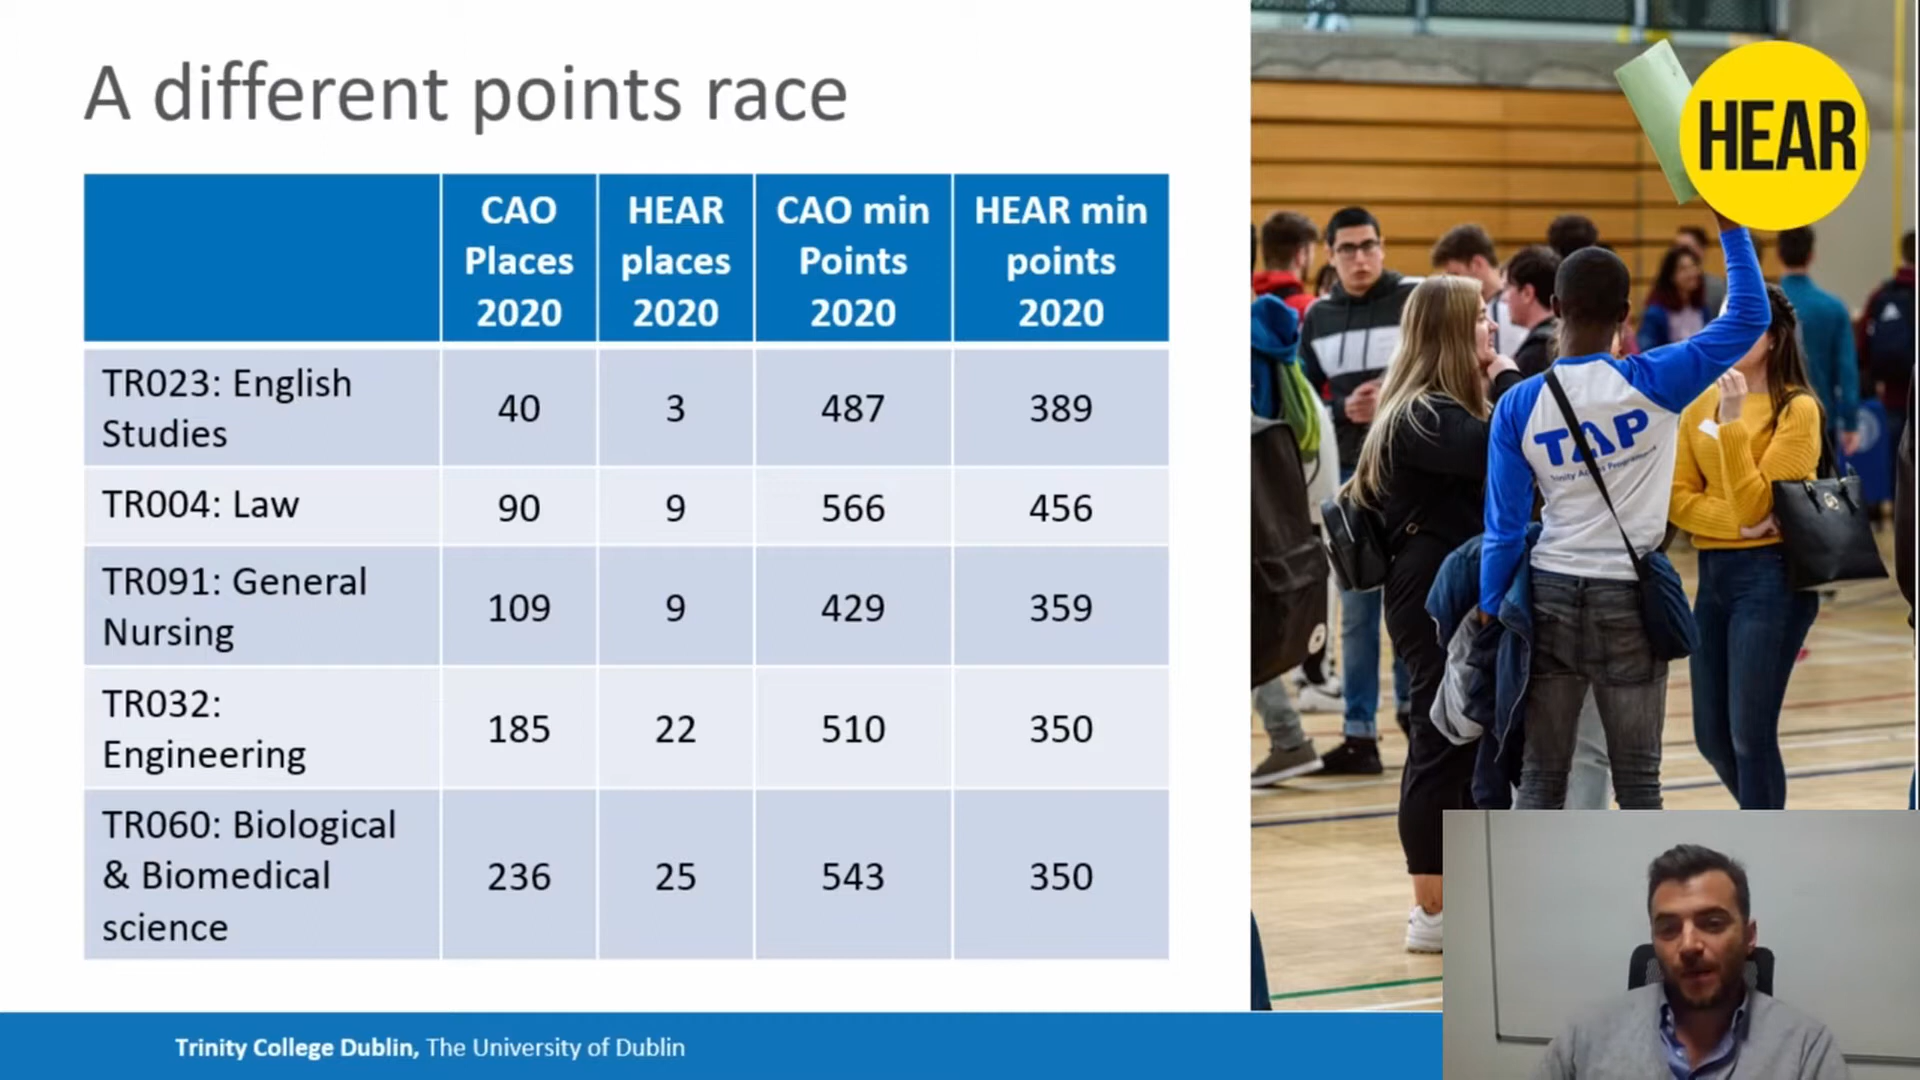 A different points race
HEAR
CAO Places 2020
HEAR places 2020
CAO min Points 2020
HEAR min points 2020
TR023: English Studies
40
3
487
389
TR004: Law
90
9
566
456
TR091: General Nursing
109
9
429
359
TR032: Engineering
185
22
510
350
TR060: Biological & Biomedical science
236
25
543
350
TAP
Trinity Access Programmes
Trinity College Dublin, The University of Dublin